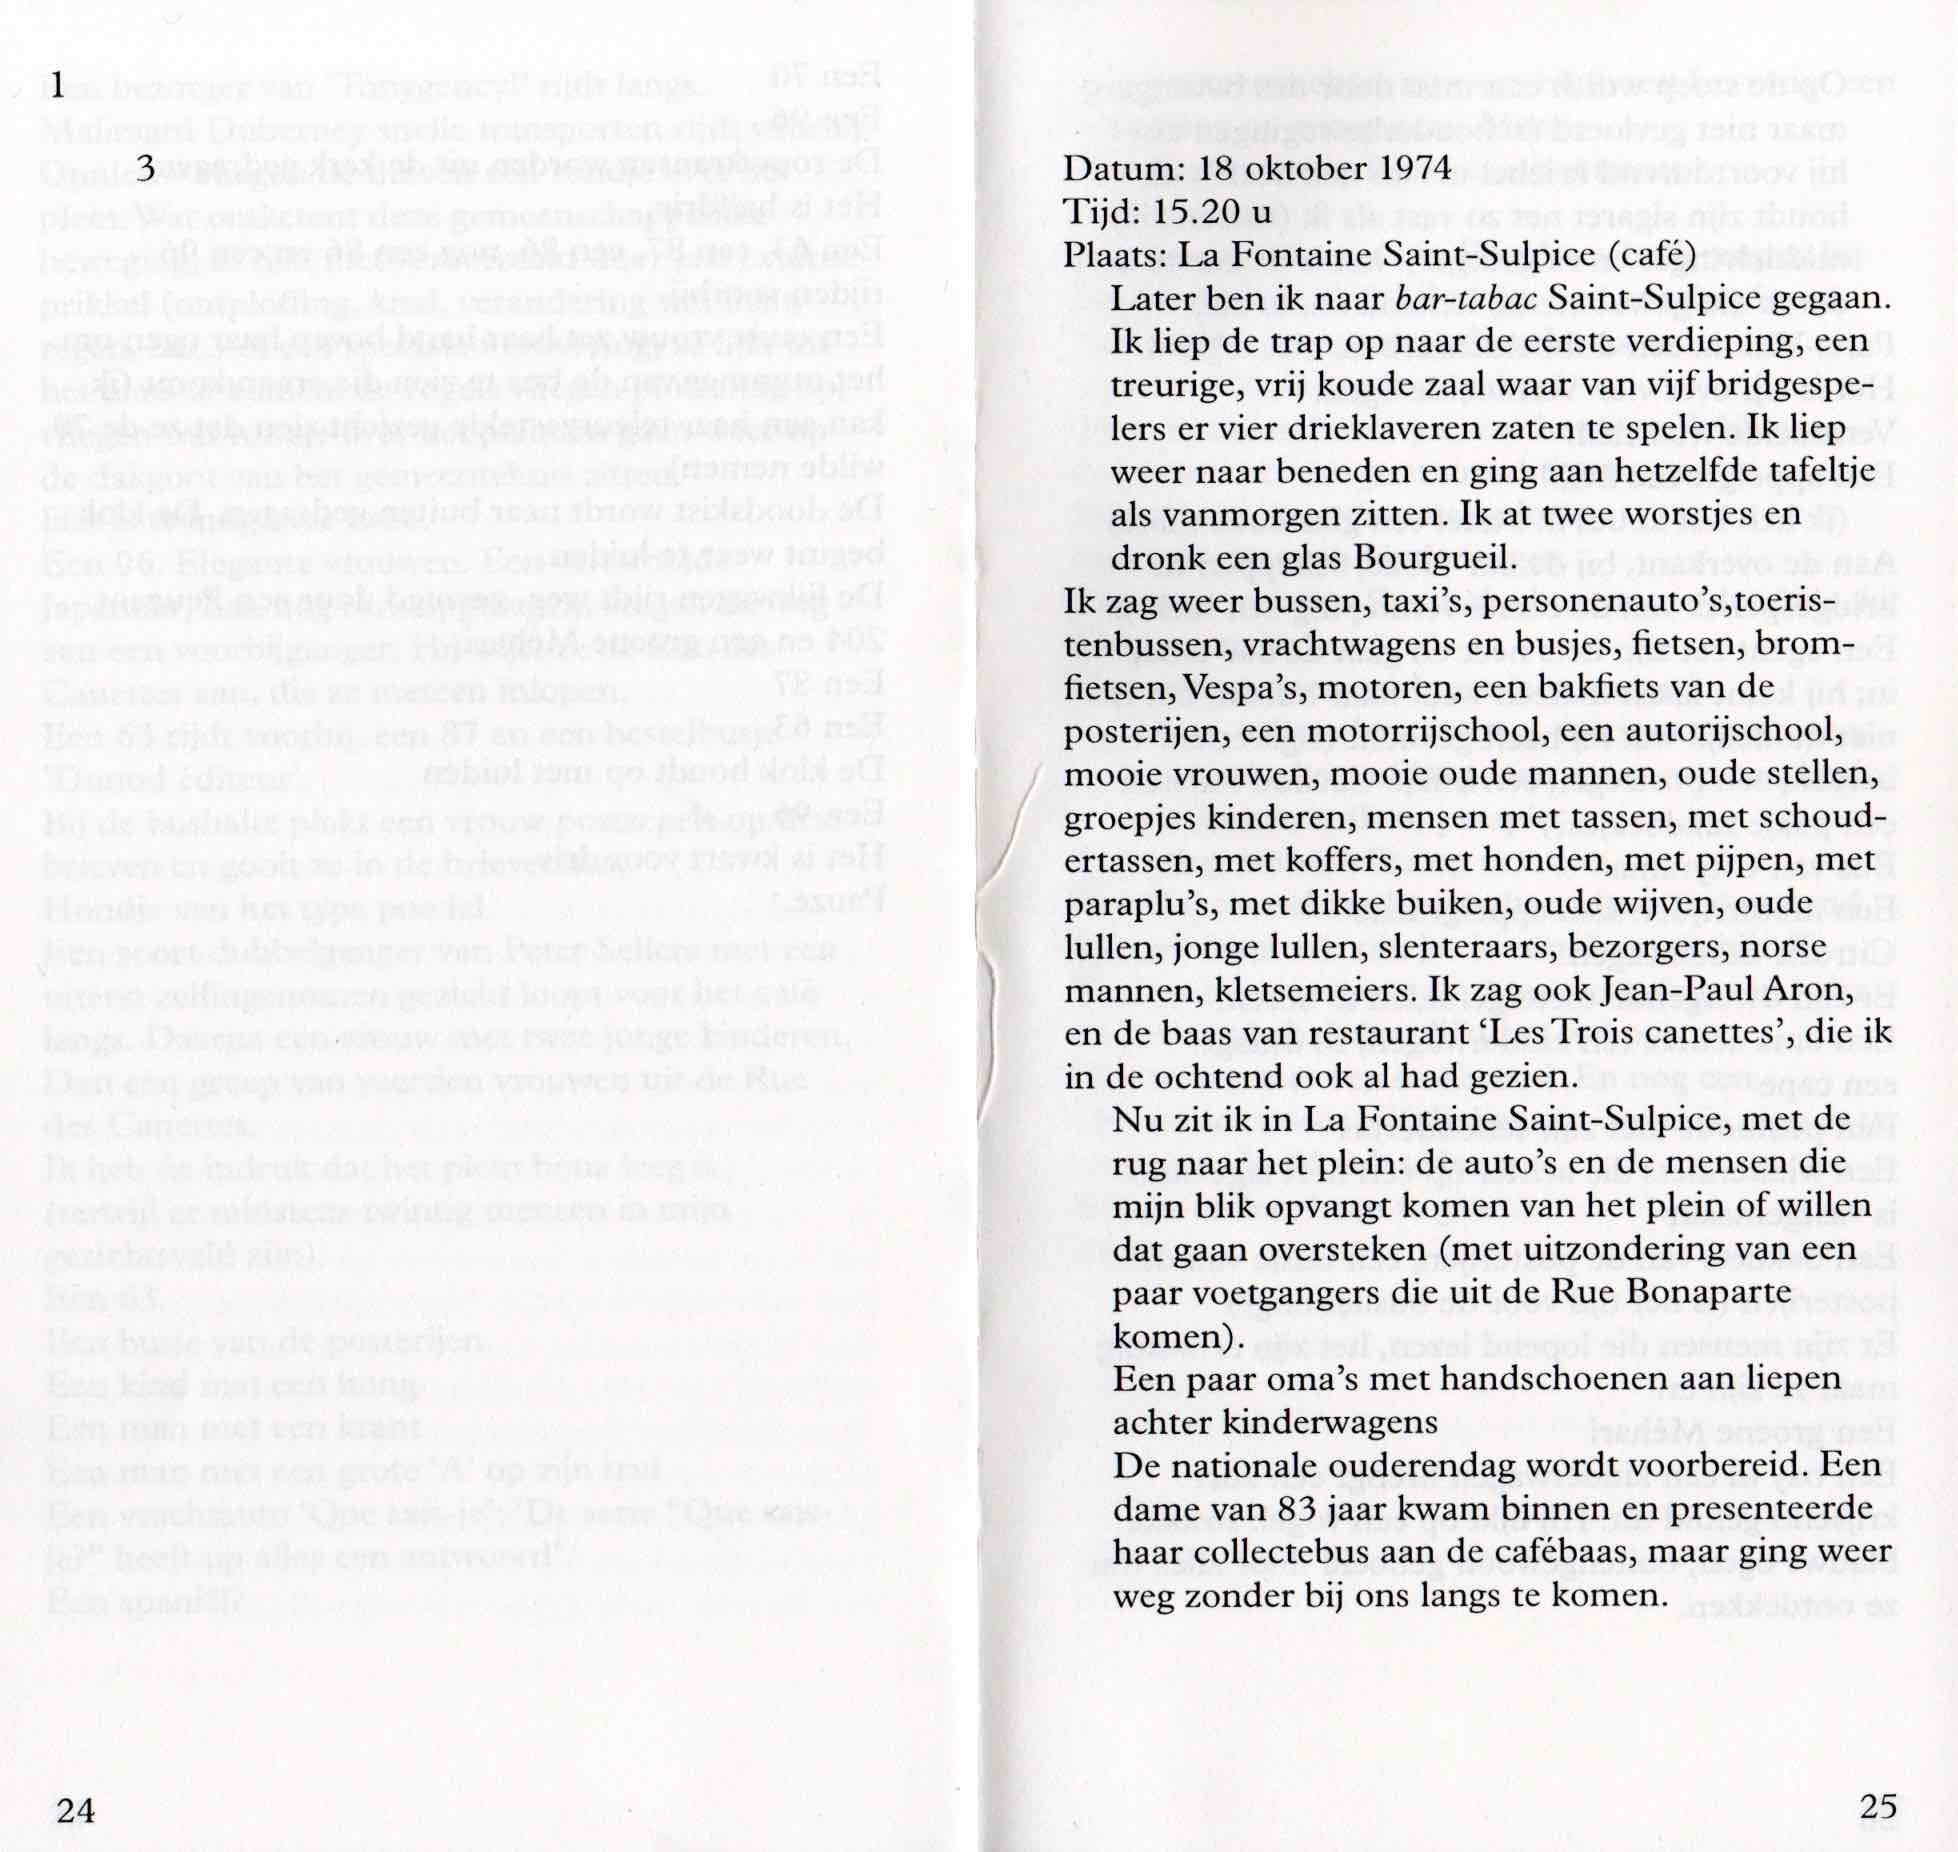 1
3
24
Datum: 18 oktober 1974
Tijd: 15.20 u
Plaats: La Fontaine Saint-Sulpice (café)
Later ben ik naar bar-tabac Saint-Sulpice gegaan.
Ik liep de trap op naar de eerste verdieping, een
treurige, vrij koude zaal waar van vijf bridgespe-
lers er vier drieklaveren zaten te spelen. Ik liep
weer naar beneden en ging aan hetzelfde tafeltje
als vanmorgen zitten. Ik at twee worstjes en
dronk een glas Bourgueil.
Ik zag weer bussen, taxi's, personenauto's,toeris-
tenbussen, vrachtwagens en busjes, fietsen, brom-
fietsen, Vespa's, motoren, een bakfiets van de
posterijen, een motorrijschool, een autorijschool,
mooie vrouwen, mooie oude mannen, oude stellen,
groepjes kinderen, mensen met tassen, met schoud-
ertassen, met koffers, met honden, met pijpen, met
paraplu's, met dikke buiken, oude wijven, oude
lullen, jonge lullen, slenteraars, bezorgers, norse
mannen, kletsemeiers. Ik zag ook Jean-Paul Aron,
en de baas van restaurant ‘Les Trois canettes’, die ik
in de ochtend ook al had gezien.
Nu zit ik in La Fontaine Saint-Sulpice, met de
rug naar het plein: de auto's en de mensen die
mijn blik opvangt komen van het plein of willen
dat gaan oversteken (met uitzondering van een
paar voetgangers die uit de Rue Bonaparte
komen).
Een paar oma's met handschoenen aan liepen
achter kinderwagens
De nationale ouderendag wordt voorbereid. Een
dame van 83 jaar kwam binnen en presenteerde
haar collectebus aan de cafébaas, maar ging weer
weg zonder bij ons langs te komen.
25